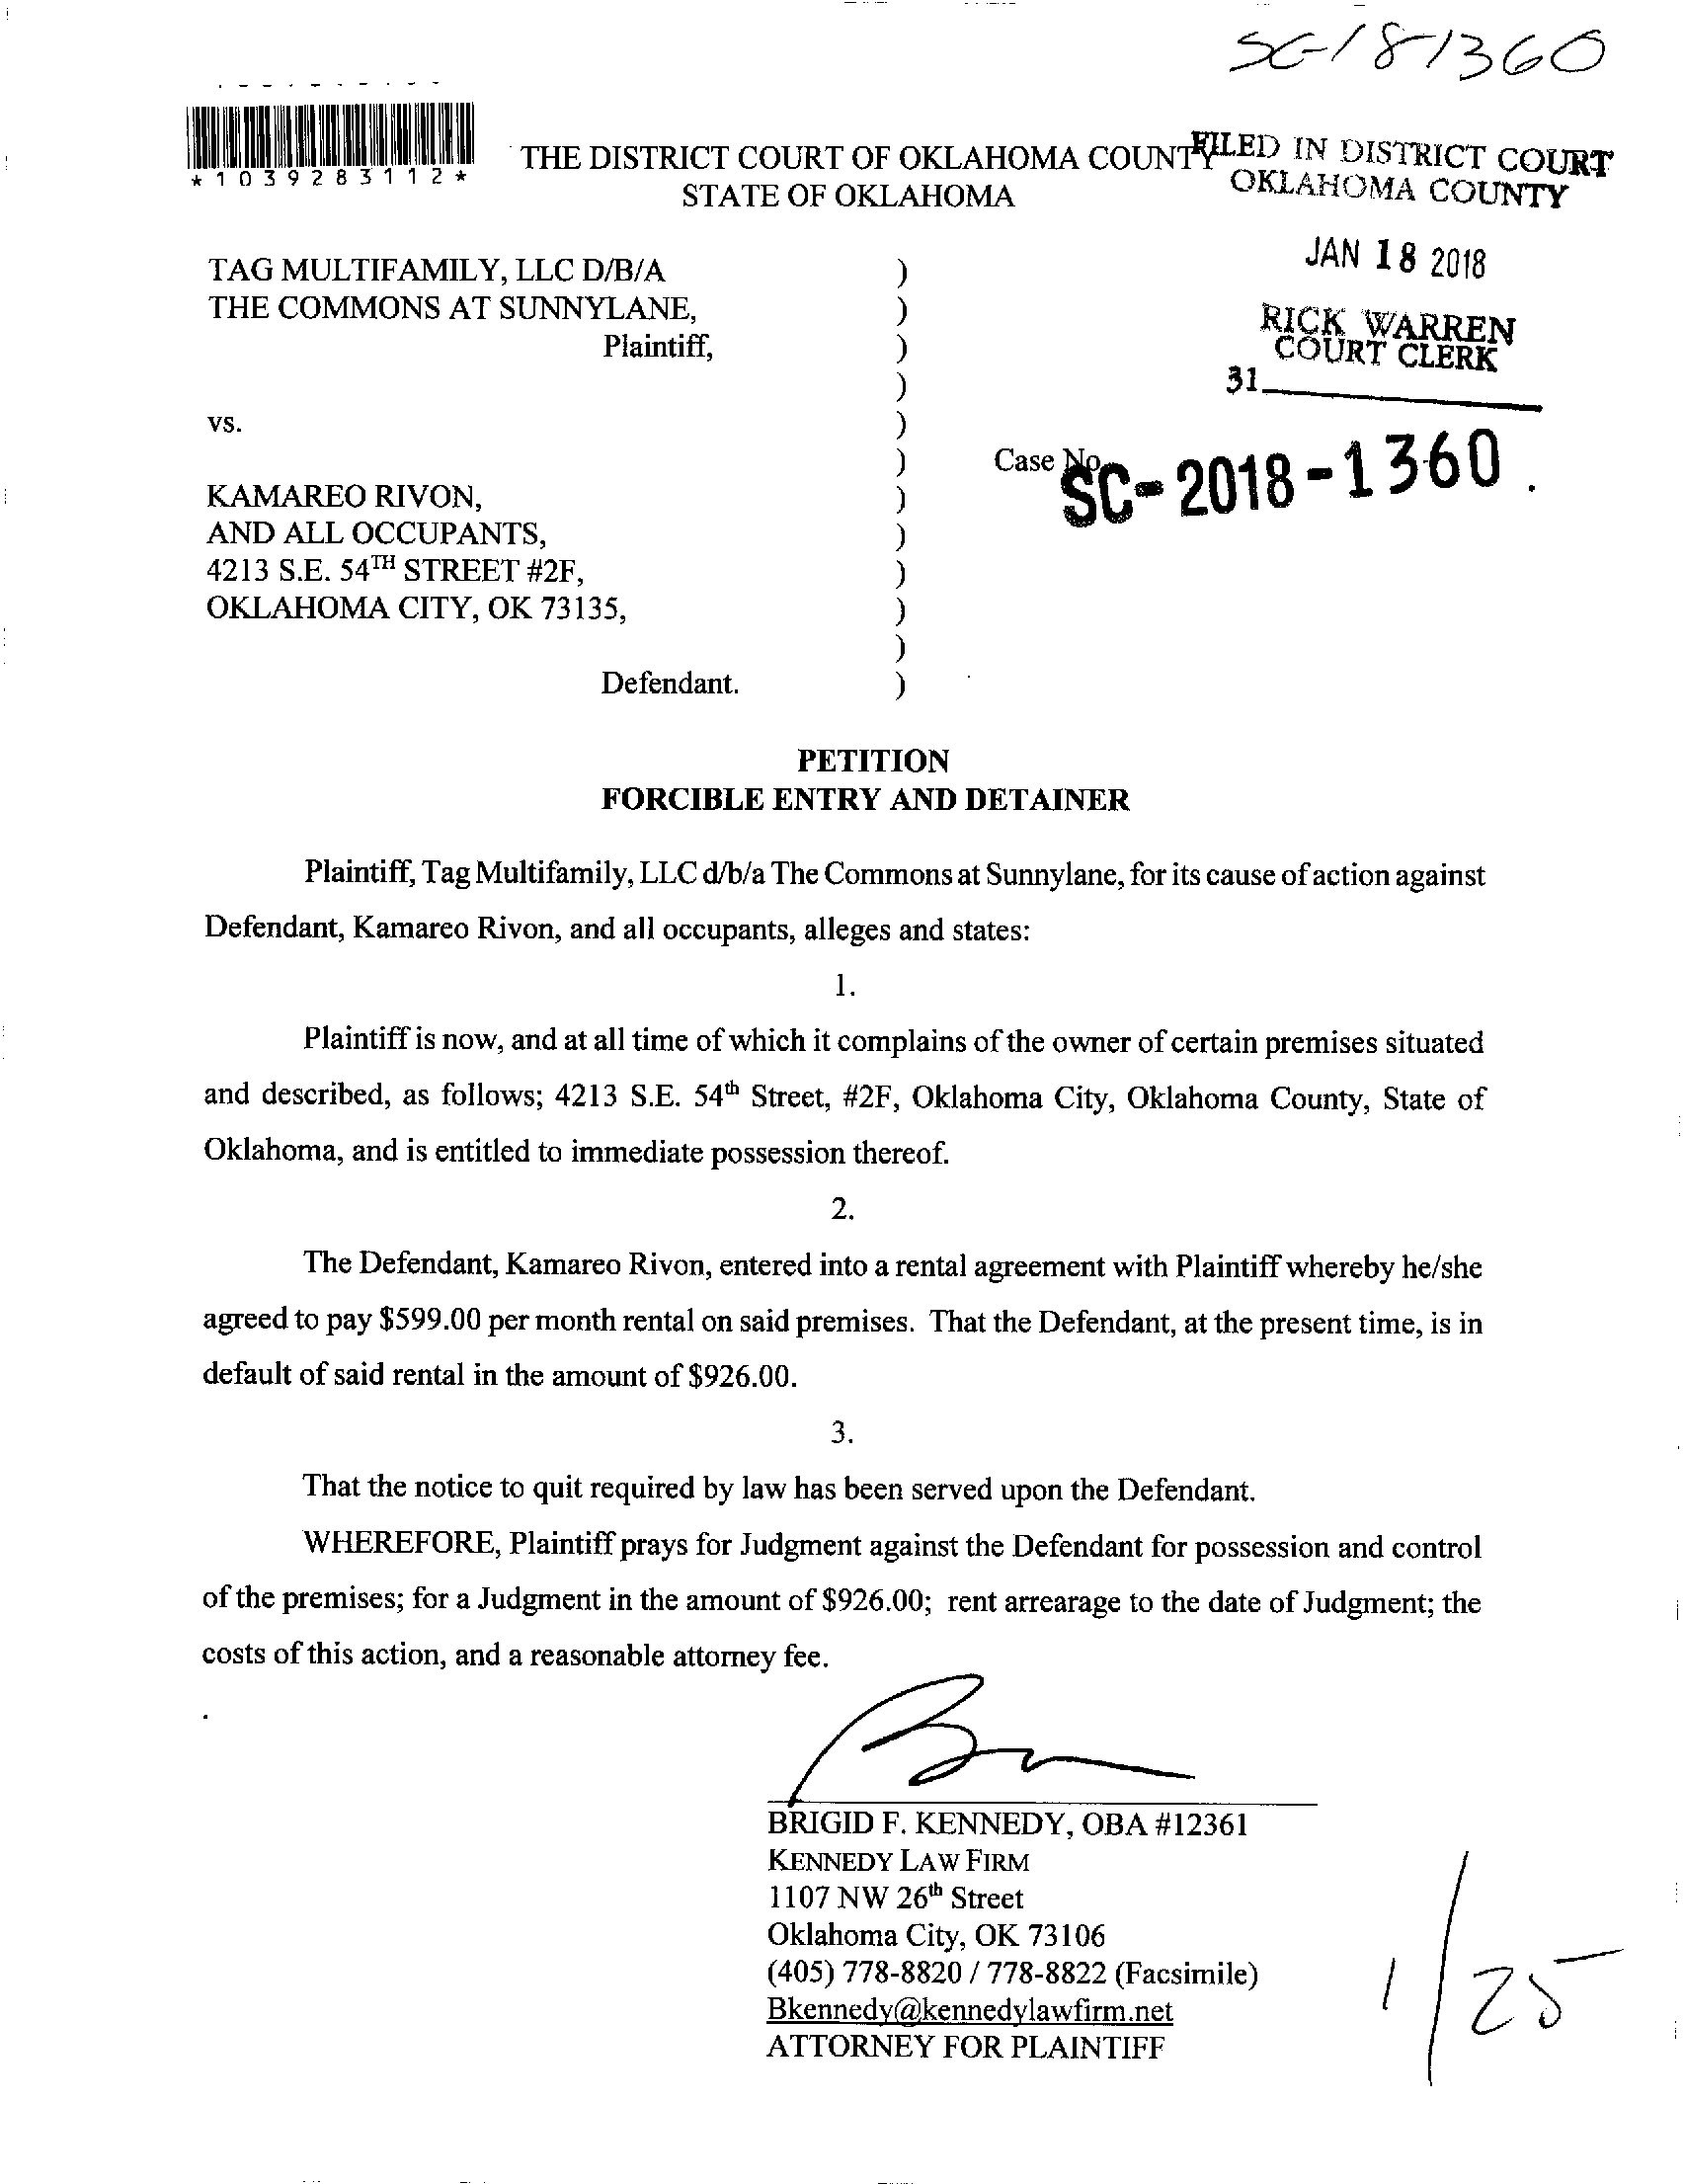 SC-18-1360
*1039283112*
THE DISTRICT COURT OF OKLAHOMA COUNTY
STATE OF OKLAHOMA
FILED IN DISTRICT COURT
OKLAHOMA COUNTY
JAN 18 2018
RICK WARREN
COURT CLERK
31
TAG MULTIFAMILY, LLC D/B/A )
THE COMMONS AT SUNNYLANE, )
Plaintiff, )
)
vs. )
) Case No. SC-2018-1360
KAMAREO RIVON, )
AND ALL OCCUPANTS, )
4213 S.E. 54TH STREET #2F, )
OKLAHOMA CITY, OK 73135, )
)
Defendant. )
PETITION
FORCIBLE ENTRY AND DETAINER
Plaintiff, Tag Multifamily, LLC d/b/a The Commons at Sunnylane, for its cause of action against
Defendant, Kamareo Rivon, and all occupants, alleges and states:
1.
Plaintiff is now, and at all time of which it complains of the owner of certain premises situated
and described, as follows; 4213 S.E. 54th Street, #2F, Oklahoma City, Oklahoma County, State of
Oklahoma, and is entitled to immediate possession thereof.
2.
The Defendant, Kamareo Rivon, entered into a rental agreement with Plaintiff whereby he/she
agreed to pay $599.00 per month rental on said premises. That the Defendant, at the present time, is in
default of said rental in the amount of $926.00.
3.
That the notice to quit required by law has been served upon the Defendant.
WHEREFORE, Plaintiff prays for Judgment against the Defendant for possession and control
of the premises; for a Judgment in the amount of $926.00; rent arrearage to the date of Judgment; the
costs of this action, and a reasonable attorney fee.
BRIGID F. KENNEDY, OBA #12361
KENNEDY LAW FIRM
1107 NW 26th Street
Oklahoma City, OK 73106
(405) 778-8820 / 778-8822 (Facsimile)
Bkennedy@kennedylawfirm.net
ATTORNEY FOR PLAINTIFF
1/25